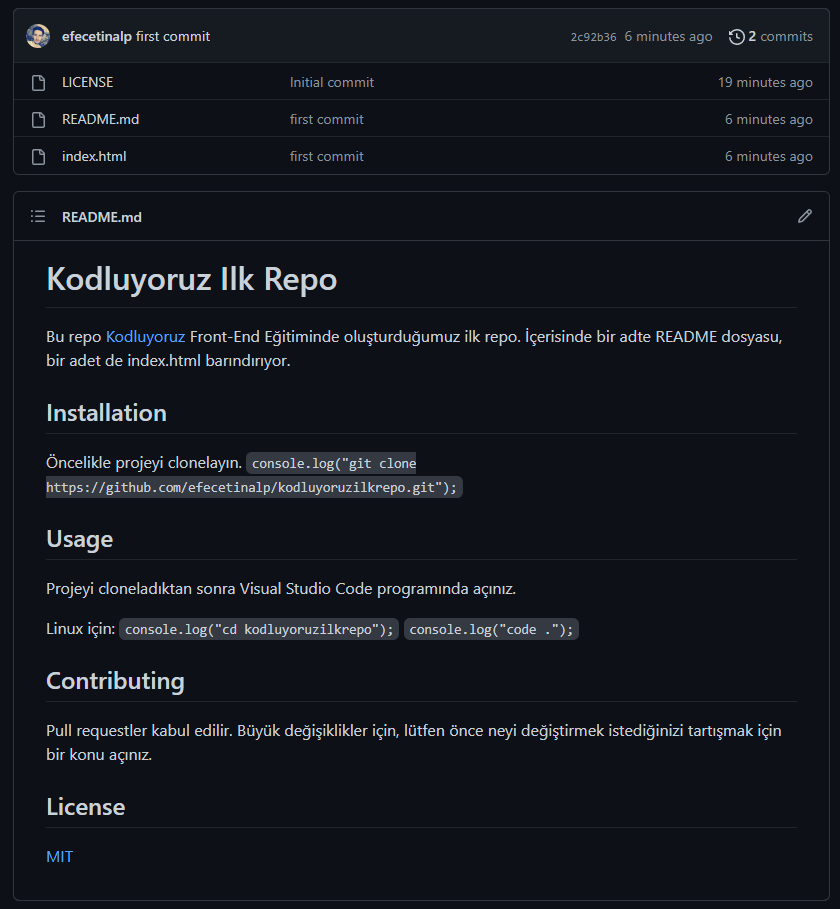 efecetinalp first commit 2c92b36 6 minutes ago 2 commits
LICENSE Initial commit 19 minutes ago
README.md first commit 6 minutes ago
index.html first commit 6 minutes ago
README.md
Kodluyoruz Ilk Repo
Bu repo Kodluyoruz Front-End Eğitiminde oluşturduğumuz ilk repo. İçerisinde bir adte README dosyası,
bir adet de index.html barındırıyor.
Installation
Öncelikle projeyi clonelayın. console.log("git clone
https://github.com/efecetinalp/kodluyoruzilkrepo.git");
Usage
Projeyi cloneladıktan sonra Visual Studio Code programında açınız.
Linux için: console.log("cd kodluyoruzilkrepo"); console.log("code .");
Contributing
Pull requestler kabul edilir. Büyük değişiklikler için, lütfen önce neyi değiştirmek istediğinizi tartışmak için
bir konu açınız.
License
MIT